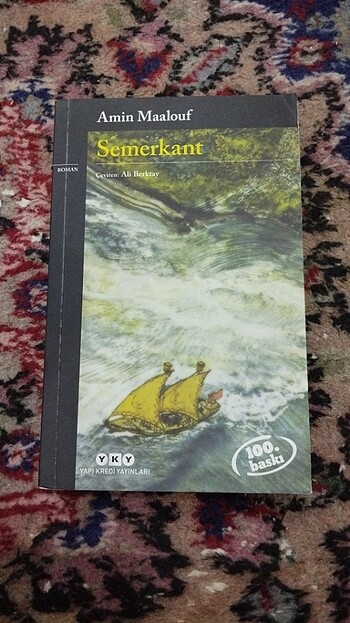 Amin Maalouf
Semerkant
ROMAN
Çeviren: Ali Berktay
YKY
YAPI KREDİ YAYINLARI
100.
baskı